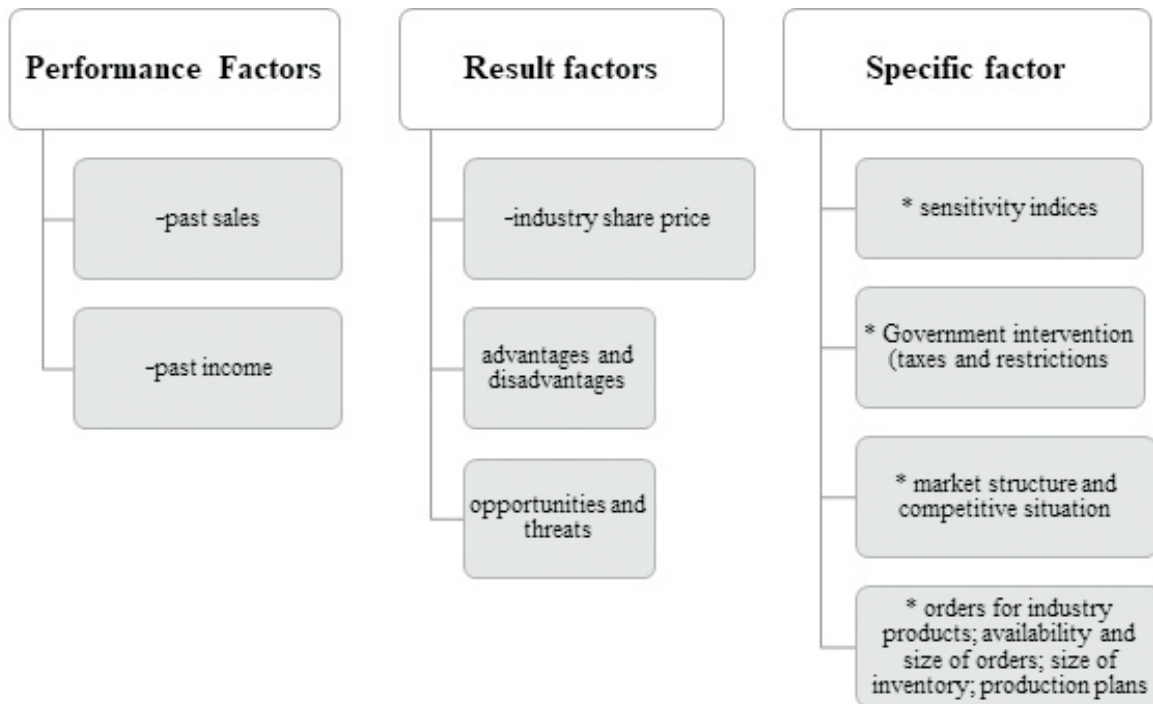 Performance Factors
-past sales
-past income
Result factors
-industry share price
advantages and
disadvantages
opportunities and
threats
Specific factor
* sensitivity indices
* Government intervention
(taxes and restrictions
* market structure and
competitive situation
* orders for industry
products; availability and
size of orders; size of
inventory; production plans